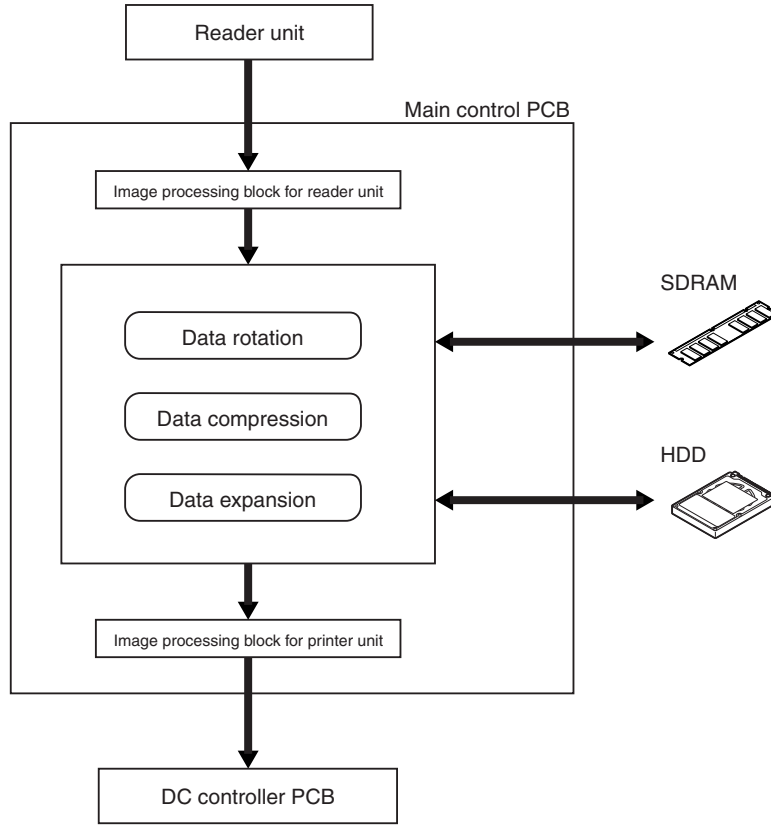 Reader unit
Main control PCB
Image processing block for reader unit
SDRAM
Data rotation
Data compression
HDD
Data expansion
Image processing block for printer unit
DC controller PCB